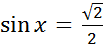 sin x = √2/2